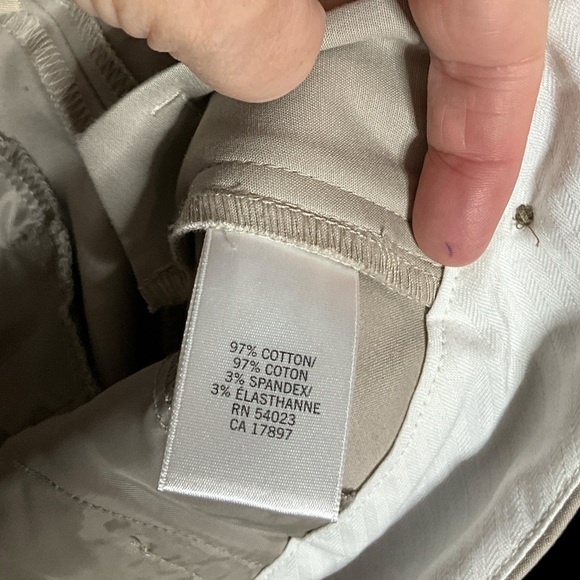 97% COTTON/
97% COTON
3% SPANDEX/
3% ÉLASTHANNE
RN 54023
CA 17897